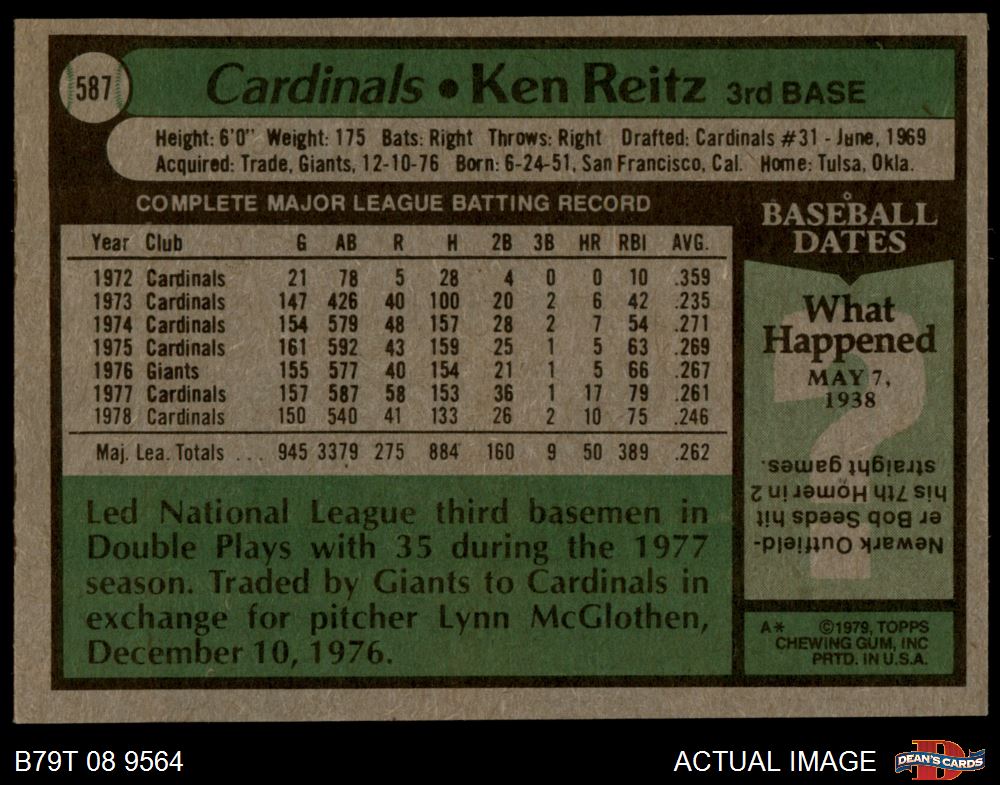 587
Cardinals • Ken Reitz 3rd BASE
Height: 6'0" Weight: 175 Bats: Right Throws: Right Drafted: Cardinals #31 - June, 1969
Acquired: Trade, Giants, 12-10-76 Born: 6-24-51, San Francisco, Cal. Home: Tulsa, Okla.
COMPLETE MAJOR LEAGUE BATTING RECORD
Year Club G AB R H 2B 3B HR RBI AVG.
1972 Cardinals 21 78 5 28 4 0 0 10 .359
1973 Cardinals 147 426 40 100 20 2 6 42 .235
1974 Cardinals 154 579 48 157 28 2 7 54 .271
1975 Cardinals 161 592 43 159 25 1 5 63 .269
1976 Giants 155 577 40 154 21 1 5 66 .267
1977 Cardinals 157 587 58 153 36 1 17 79 .261
1978 Cardinals 150 540 41 133 26 2 10 75 .246
Maj. Lea. Totals ... 945 3379 275 884 160 9 50 389 .262
Led National League third basemen in
Double Plays with 35 during the 1977
season. Traded by Giants to Cardinals in
exchange for pitcher Lynn McGlothen,
December 10, 1976.
BASEBALL
DATES
What
Happened
MAY 7,
1938
?
Newark Outfield-
er Bob Seeds hit
his 7th Homer in 2
straight games.
A* ©1979, TOPPS
CHEWING GUM, INC
PRTD. IN U.S.A.
B79T 08 9564
ACTUAL IMAGE
D
DEAN'S CARDS